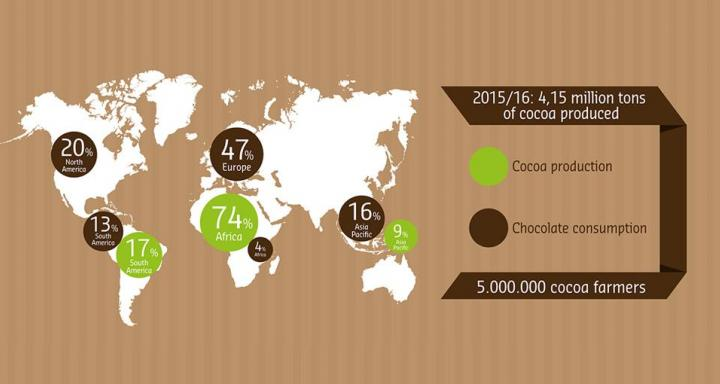 20%
North
America
47%
Europe
13%
South
America
17%
South
America
74%
Africa
4%
Africa
16%
Asia
Pacific
9%
Asia
Pacific
2015/16: 4,15 million tons
of cocoa produced
Cocoa production
Chocolate consumption
5.000.000 cocoa farmers